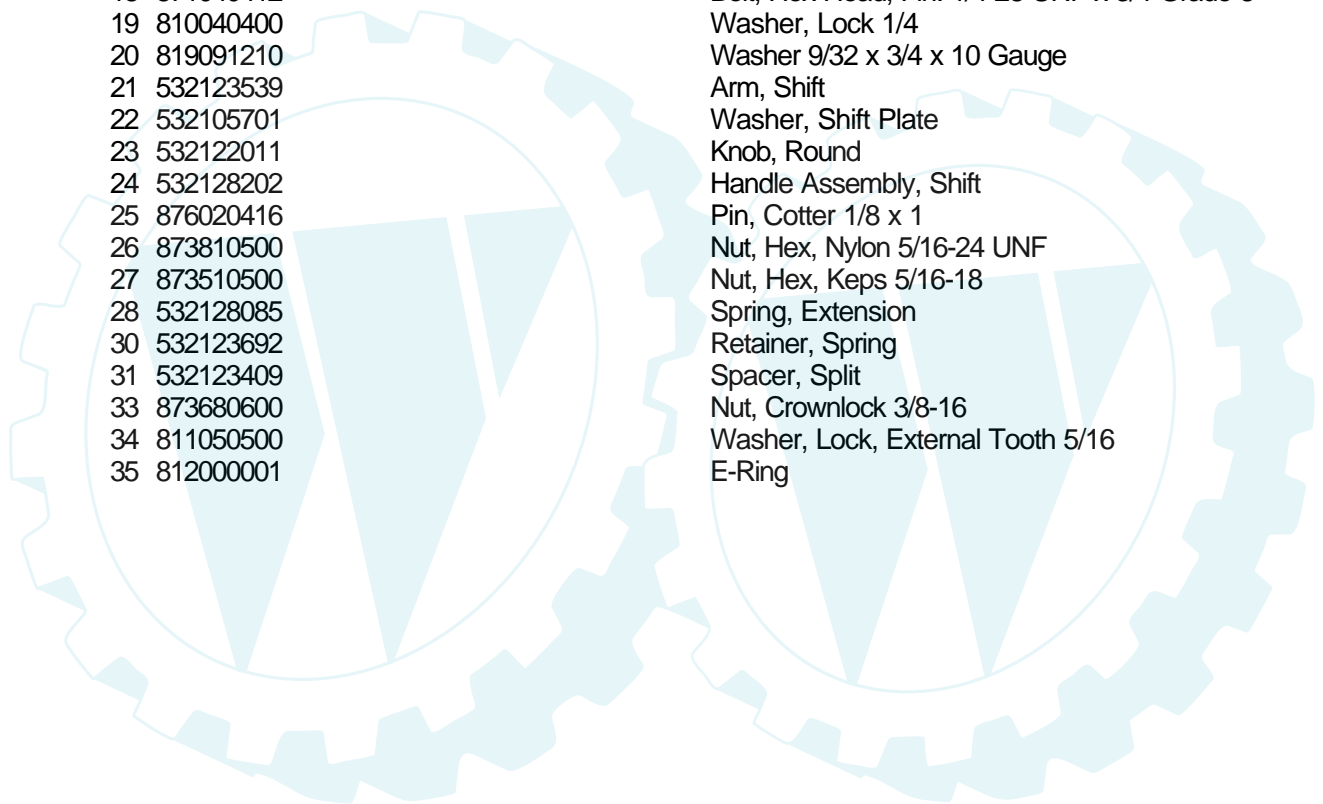 19 810040400 Washer, Lock 1/4
20 819091210 Washer 9/32 x 3/4 x 10 Gauge
21 532123539 Arm, Shift
22 532105701 Washer, Shift Plate
23 532122011 Knob, Round
24 532128202 Handle Assembly, Shift
25 876020416 Pin, Cotter 1/8 x 1
26 873810500 Nut, Hex, Nylon 5/16-24 UNF
27 873510500 Nut, Hex, Keps 5/16-18
28 532128085 Spring, Extension
30 532123692 Retainer, Spring
31 532123409 Spacer, Split
33 873680600 Nut, Crownlock 3/8-16
34 811050500 Washer, Lock, External Tooth 5/16
35 812000001 E-Ring